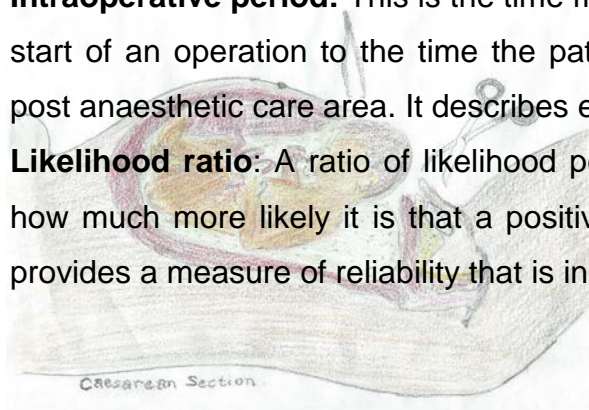 Intraoperative period: This is the time
start of an operation to the time the pat
post anaesthetic care area. It describes e
Likelihood ratio: A ratio of likelihood p
how much more likely it is that a positiv
provides a measure of reliability that is in
Caesarean Section